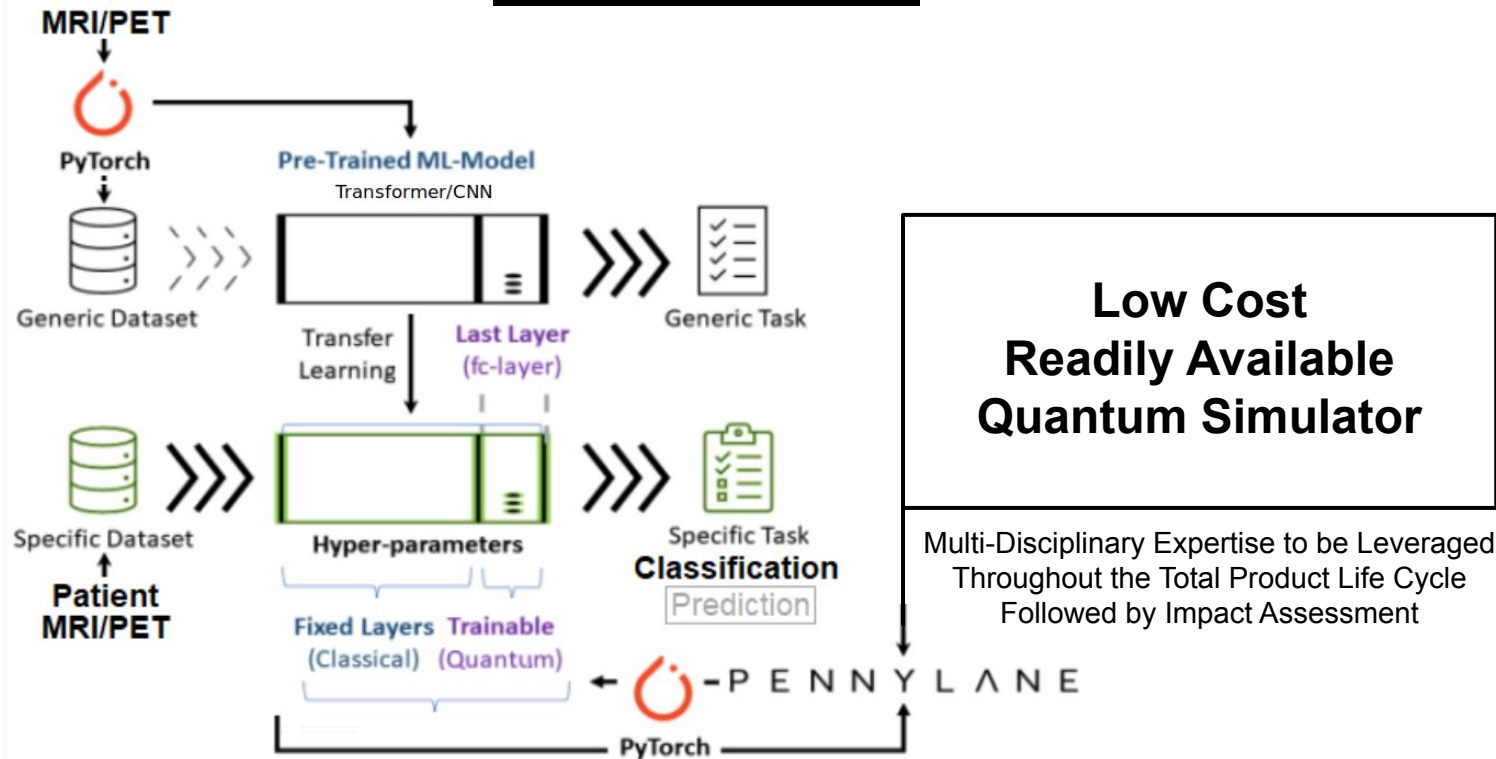 MRI/PET
PyTorch
Pre-Trained ML-Model
Transformer/CNN
Generic Dataset
Generic Task
Transfer
Learning
Last Layer
(fc-layer)
Low Cost
Readily Available
Quantum Simulator
Specific Dataset
Patient
MRI/PET
Hyper-parameters
Specific Task
Classification
Prediction
Multi-Disciplinary Expertise to be Leveraged
Throughout the Total Product Life Cycle
Followed by Impact Assessment
Fixed Layers
(Classical)
Trainable
(Quantum)
PENNYLANE
PyTorch